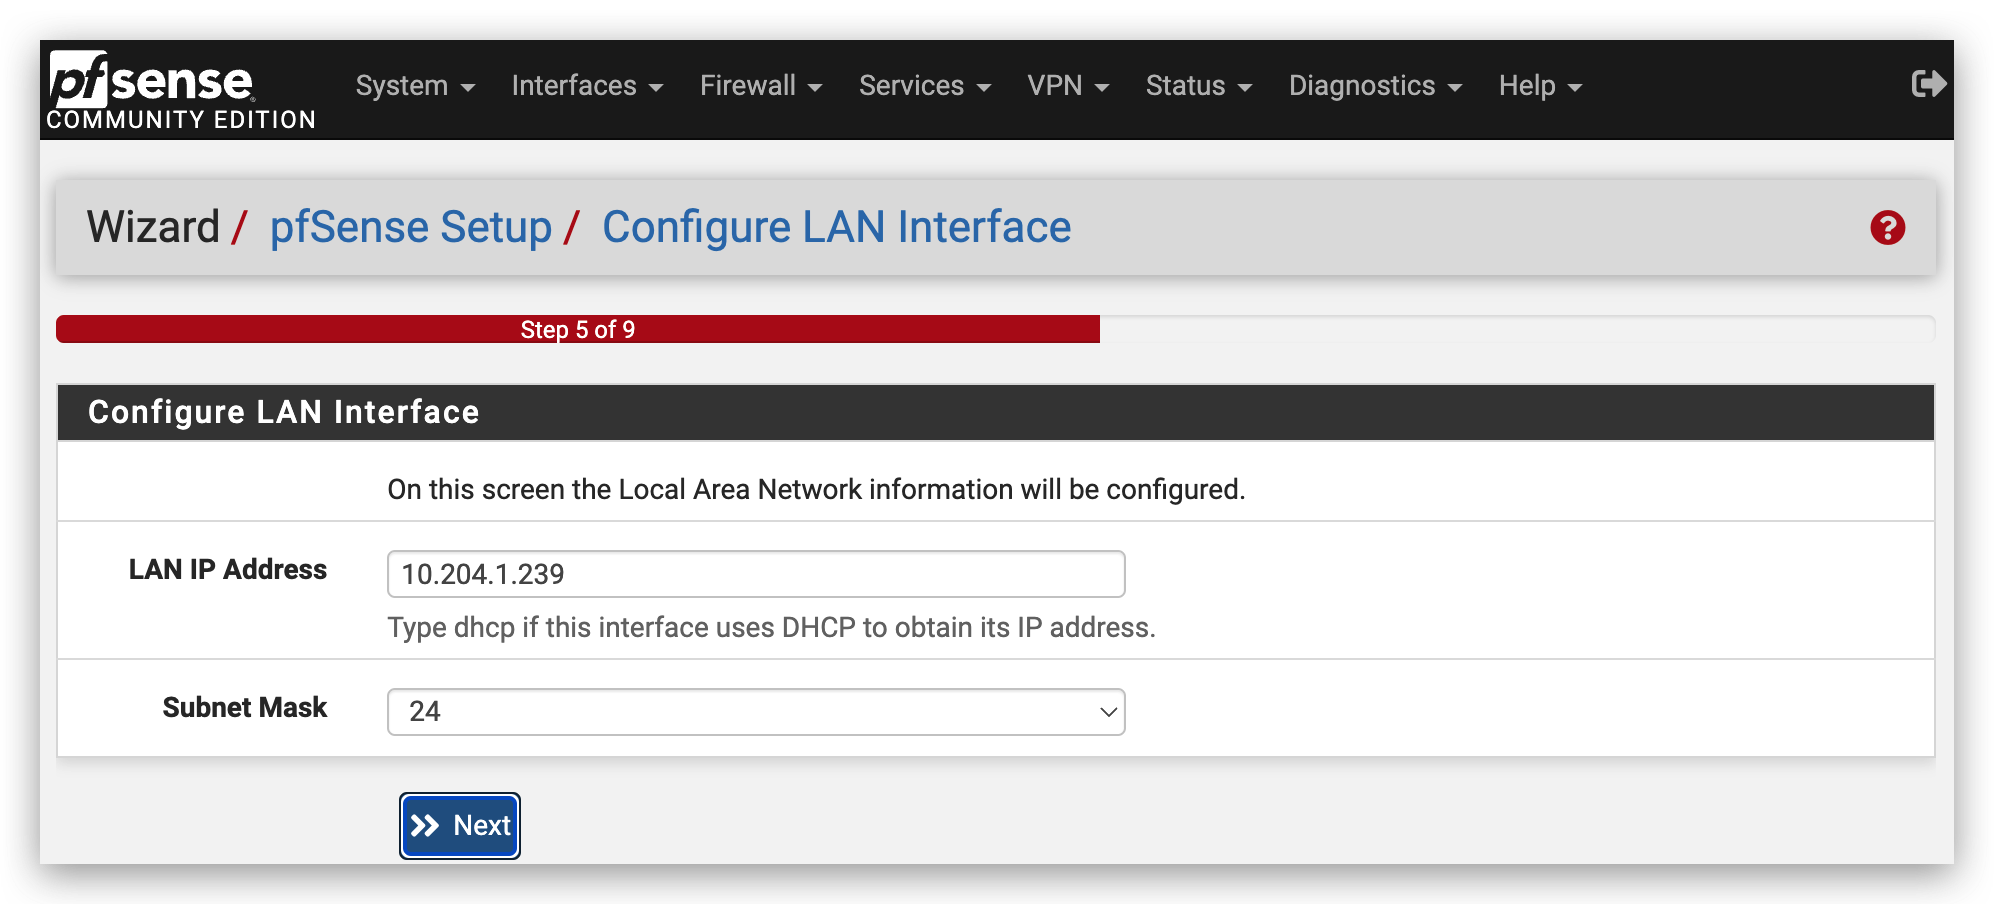 pfsense
COMMUNITY EDITION
System Interfaces Firewall Services VPN Status Diagnostics Help
Wizard / pfSense Setup / Configure LAN Interface
Step 5 of 9
Configure LAN Interface
On this screen the Local Area Network information will be configured.
LAN IP Address
10.204.1.239
Type dhcp if this interface uses DHCP to obtain its IP address.
Subnet Mask
24
Next